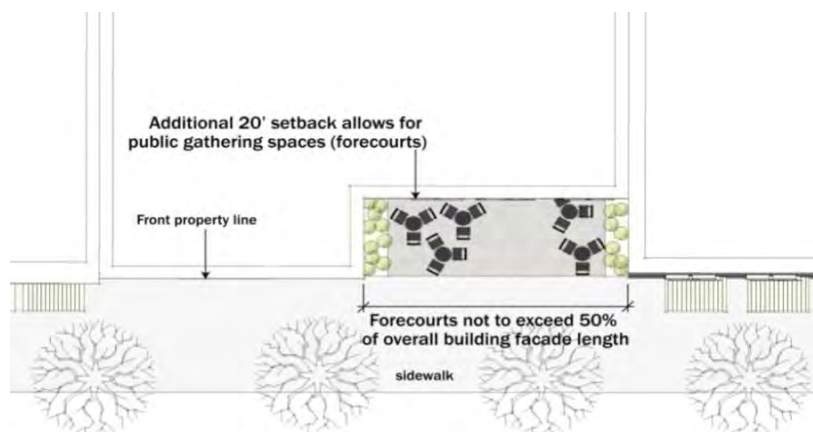 Additional 20' setback allows for
public gathering spaces (forecourts)
Front property line
Forecourts not to exceed 50%
of overall building facade length
sidewalk